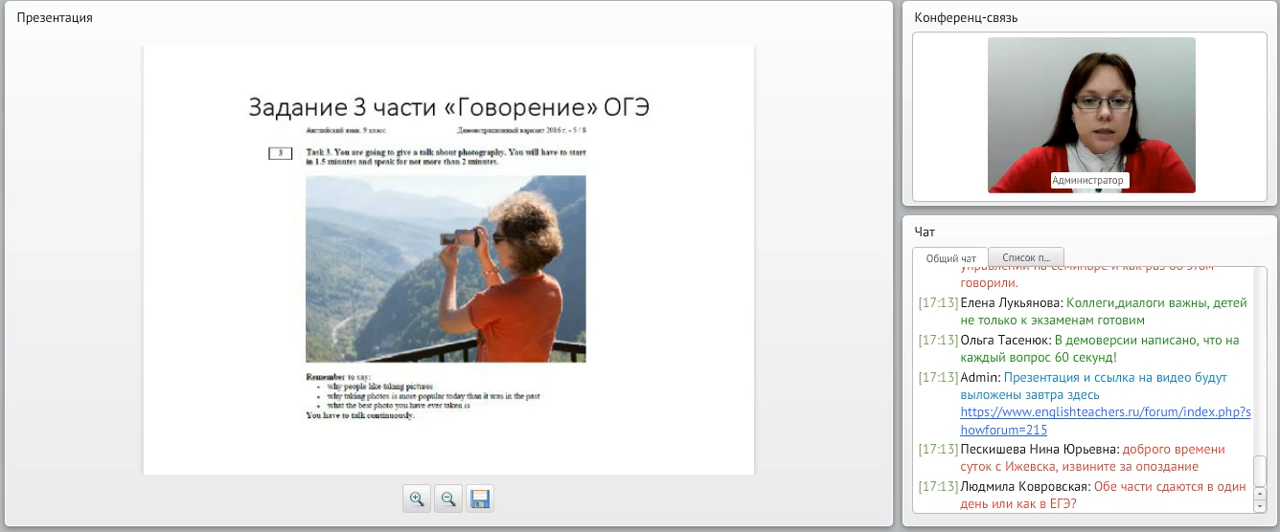 Презентация
Задание 3 части «Говорение» ОГЭ
Английский язык. 9 класс
Демонстрационный вариант 2016 г. - 5 / 8
3
Task 3. You are going to give a talk about photography. You will have to start
in 1.5 minutes and speak for not more than 2 minutes.
Remember to say:
• why people like taking pictures
• why taking photos is more popular today than it was in the past
• what the best photo you have ever taken is
You have to talk continuously.
Конференц-связь
Администратор
Чат
Общий чат
Список п...
управлении на семинаре и как раз об этом
говорили.
[17:13] Елена Лукьянова: Коллеги,диалоги важны, детей
не только к экзаменам готовим
[17:13] Ольга Тасенюк: В демоверсии написано, что на
каждый вопрос 60 секунд!
[17:13] Admin: Презентация и ссылка на видео будут
выложены завтра здесь
https://www.englishteachers.ru/forum/index.php?s
howforum=215
[17:13] Пескишева Нина Юрьевна: доброго времени
суток с Ижевска, извините за опоздание
[17:13] Людмила Ковровская: Обе части сдаются в один
день или как в ЕГЭ?